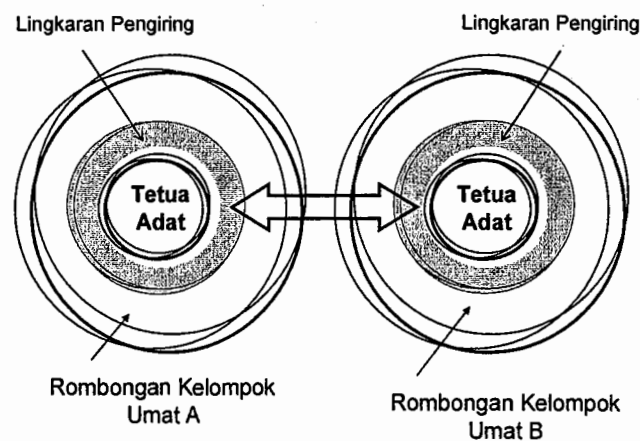 Lingkaran Pengiring
Lingkaran Pengiring
Tetua
Adat
Tetua
Adat
Rombongan Kelompok
Umat A
Rombongan Kelompok
Umat B